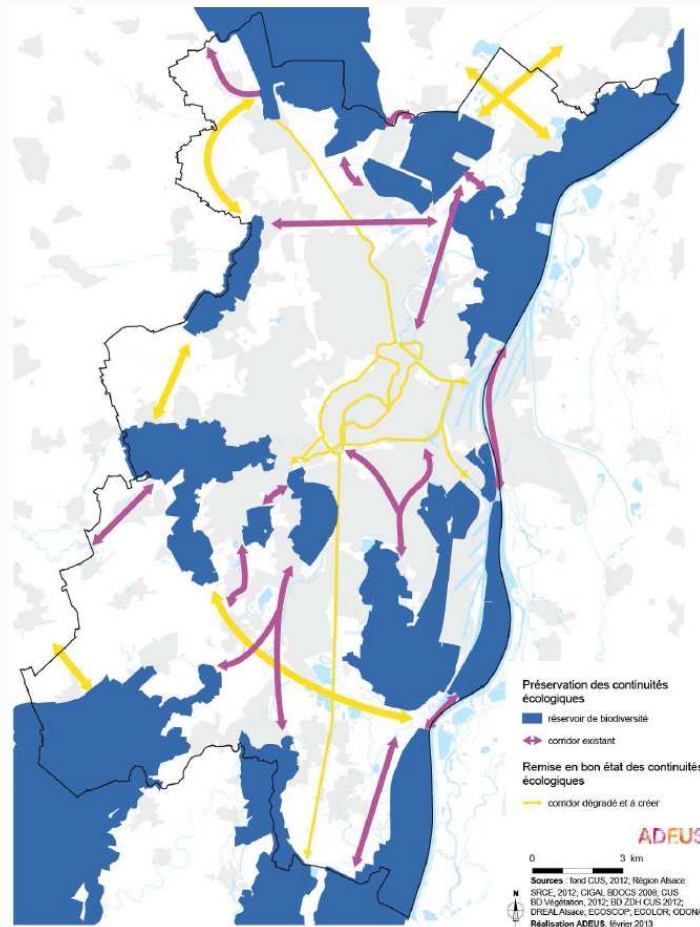 Préservation des continuités
écologiques
réservoir de biodiversité
corridor existant
Remise en bon état des continuités
écologiques
corridor dégradé et à créer
ADEUS
0 3 km
Sources : fond CUS, 2012; Région Alsace
SRCE, 2012; CIGAL BDOCS 2008; CUS
N
BD Végétation, 2012; BD ZDH CUS 2012;
DREAL Alsace; ECOSCOP; ECOLOR; ODONA
Réalisation ADEUS, février 2013